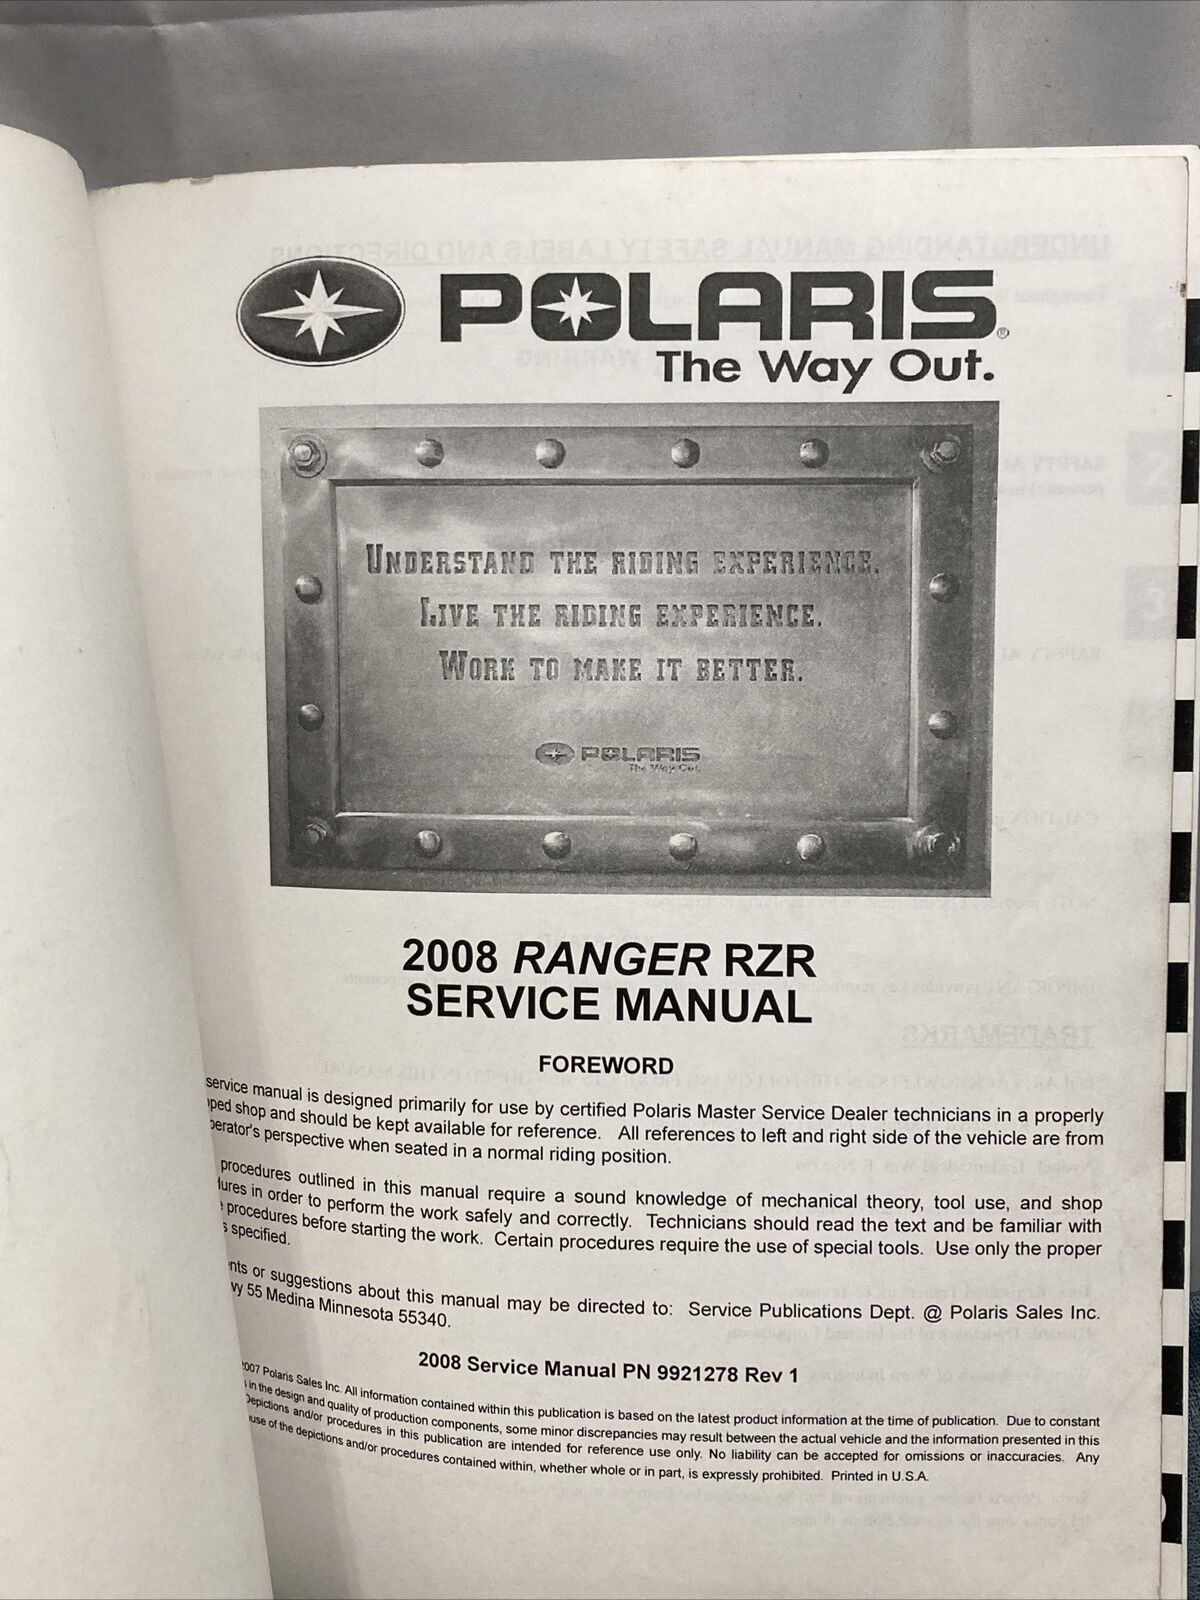 POLARIS®
The Way Out.
UNDERSTAND THE RIDING EXPERIENCE.
LIVE THE RIDING EXPERIENCE.
WORK TO MAKE IT BETTER.
POLARIS
The Way Out.
2008 RANGER RZR
SERVICE MANUAL
FOREWORD
service manual is designed primarily for use by certified Polaris Master Service Dealer technicians in a properly
shop and should be kept available for reference. All references to left and right side of the vehicle are from
perspective when seated in a normal riding position.
procedures outlined in this manual require a sound knowledge of mechanical theory, tool use, and shop
in order to perform the work safely and correctly. Technicians should read the text and be familiar with
procedures before starting the work. Certain procedures require the use of special tools. Use only the proper
specified.
or suggestions about this manual may be directed to: Service Publications Dept. @ Polaris Sales Inc.
55 Medina Minnesota 55340.
2008 Service Manual PN 9921278 Rev 1
2007 Polaris Sales Inc. All information contained within this publication is based on the latest product information at the time of publication. Due to constant
in the design and quality of production components, some minor discrepancies may result between the actual vehicle and the information presented in this
Depictions and/or procedures in this publication are intended for reference use only. No liability can be accepted for omissions or inaccuracies. Any
use of the depictions and/or procedures contained within, whether whole or in part, is expressly prohibited. Printed in U.S.A.